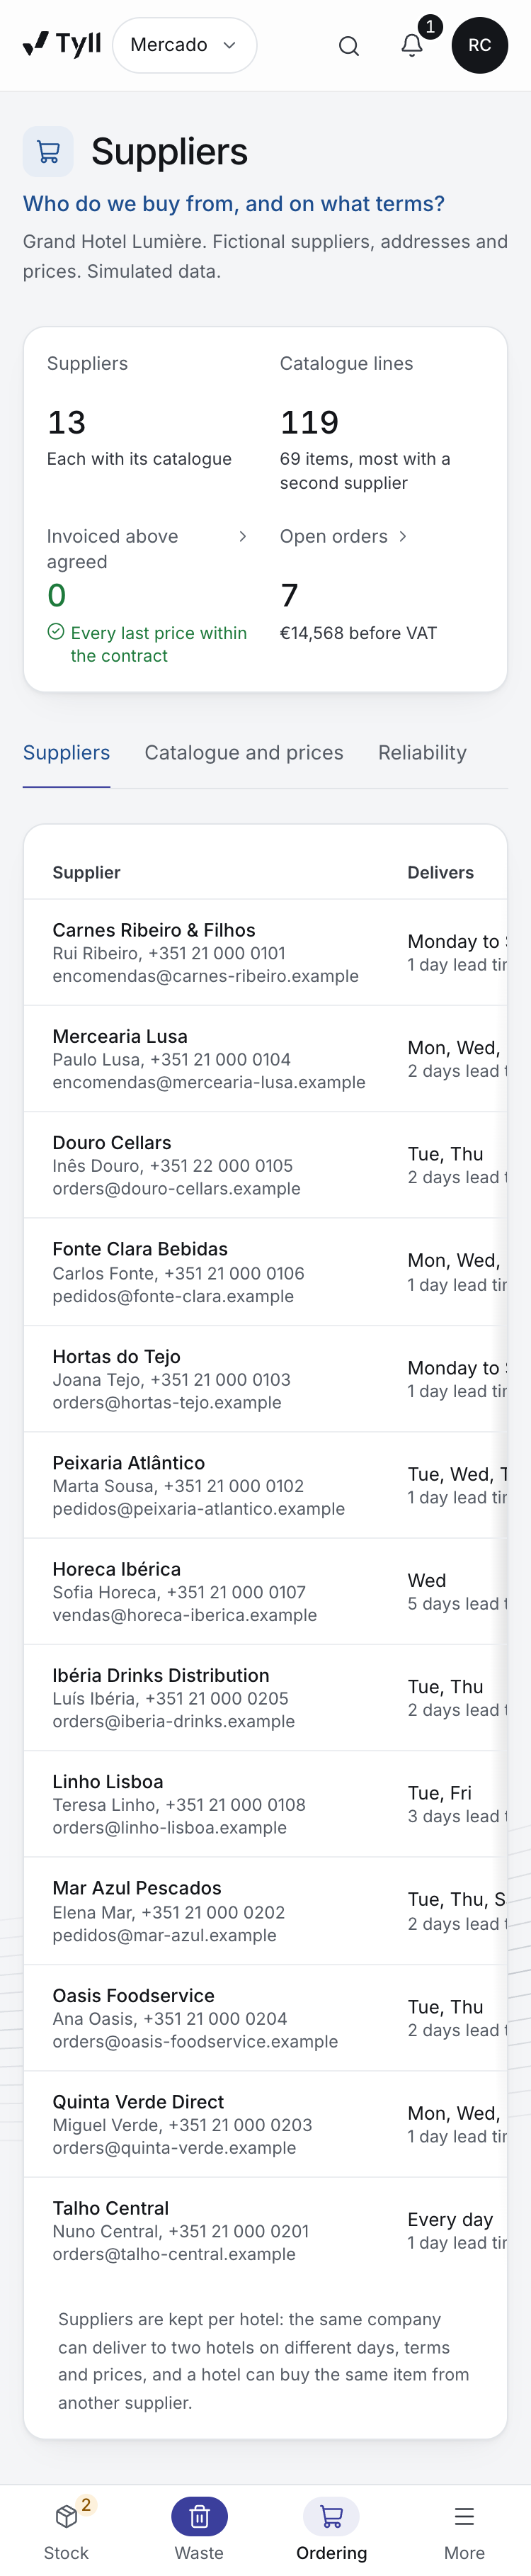 Tyll
Mercado
1
RC
Suppliers
Who do we buy from, and on what terms?
Grand Hotel Lumière. Fictional suppliers, addresses and
prices. Simulated data.
Suppliers
13
Each with its catalogue
Catalogue lines
119
69 items, most with a
second supplier
Invoiced above
agreed
0
Every last price within
the contract
Open orders
7
€14,568 before VAT
Suppliers Catalogue and prices Reliability
Supplier Delivers
Carnes Ribeiro & Filhos
Rui Ribeiro, +351 21 000 0101
encomendas@carnes-ribeiro.example
Monday to
1 day lead
Mercearia Lusa
Paulo Lusa, +351 21 000 0104
encomendas@mercearia-lusa.example
Mon, Wed,
2 days lead
Douro Cellars
Inês Douro, +351 22 000 0105
orders@douro-cellars.example
Tue, Thu
2 days lead
Fonte Clara Bebidas
Carlos Fonte, +351 21 000 0106
pedidos@fonte-clara.example
Mon, Wed,
1 day lead
Hortas do Tejo
Joana Tejo, +351 21 000 0103
orders@hortas-tejo.example
Monday to
1 day lead
Peixaria Atlântico
Marta Sousa, +351 21 000 0102
pedidos@peixaria-atlantico.example
Tue, Wed,
1 day lead
Horeca Ibérica
Sofia Horeca, +351 21 000 0107
vendas@horeca-iberica.example
Wed
5 days lead
Ibéria Drinks Distribution
Luís Ibéria, +351 21 000 0205
orders@iberia-drinks.example
Tue, Thu
2 days lead
Linho Lisboa
Teresa Linho, +351 21 000 0108
orders@linho-lisboa.example
Tue, Fri
3 days lead
Mar Azul Pescados
Elena Mar, +351 21 000 0202
pedidos@mar-azul.example
Tue, Thu,
2 days lead
Oasis Foodservice
Ana Oasis, +351 21 000 0204
orders@oasis-foodservice.example
Tue, Thu
2 days lead
Quinta Verde Direct
Miguel Verde, +351 21 000 0203
orders@quinta-verde.example
Mon, Wed,
1 day lead
Talho Central
Nuno Central, +351 21 000 0201
orders@talho-central.example
Every day
1 day lead
Suppliers are kept per hotel: the same company
can deliver to two hotels on different days, terms
and prices, and a hotel can buy the same item from
another supplier.
2
Stock Waste Ordering More